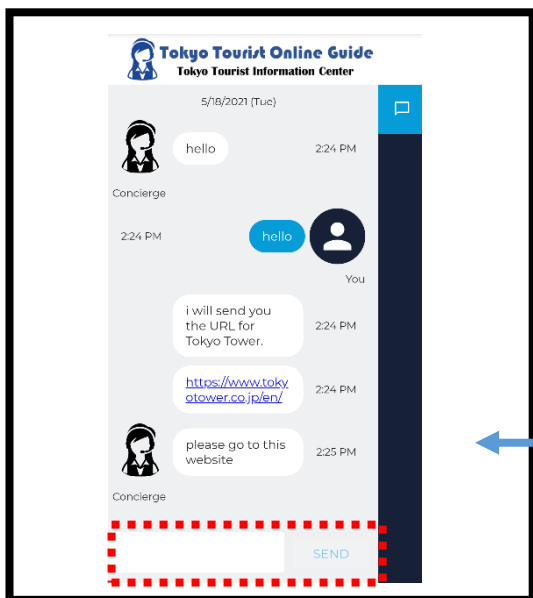 Tokyo Tourist Online Guide
Tokyo Tourist Information Center
5/18/2021 (Tue)
hello
2:24 PM
Concierge
2:24 PM
hello
You
i will send you
the URL for
Tokyo Tower.
2:24 PM
https://www.toky
otower.co.jp/en/
2:24 PM
please go to this
website
2:25 PM
Concierge
SEND